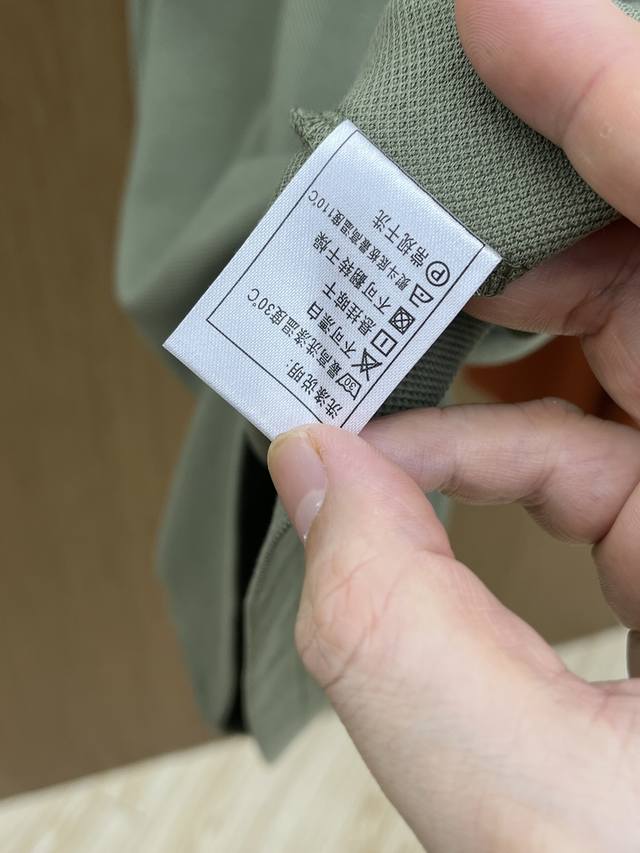 洗涤说明:
30 最高洗涤温度30℃
不可漂白
悬挂晾干
不可翻转干燥
熨斗底板最高温度110℃
P 常规干洗